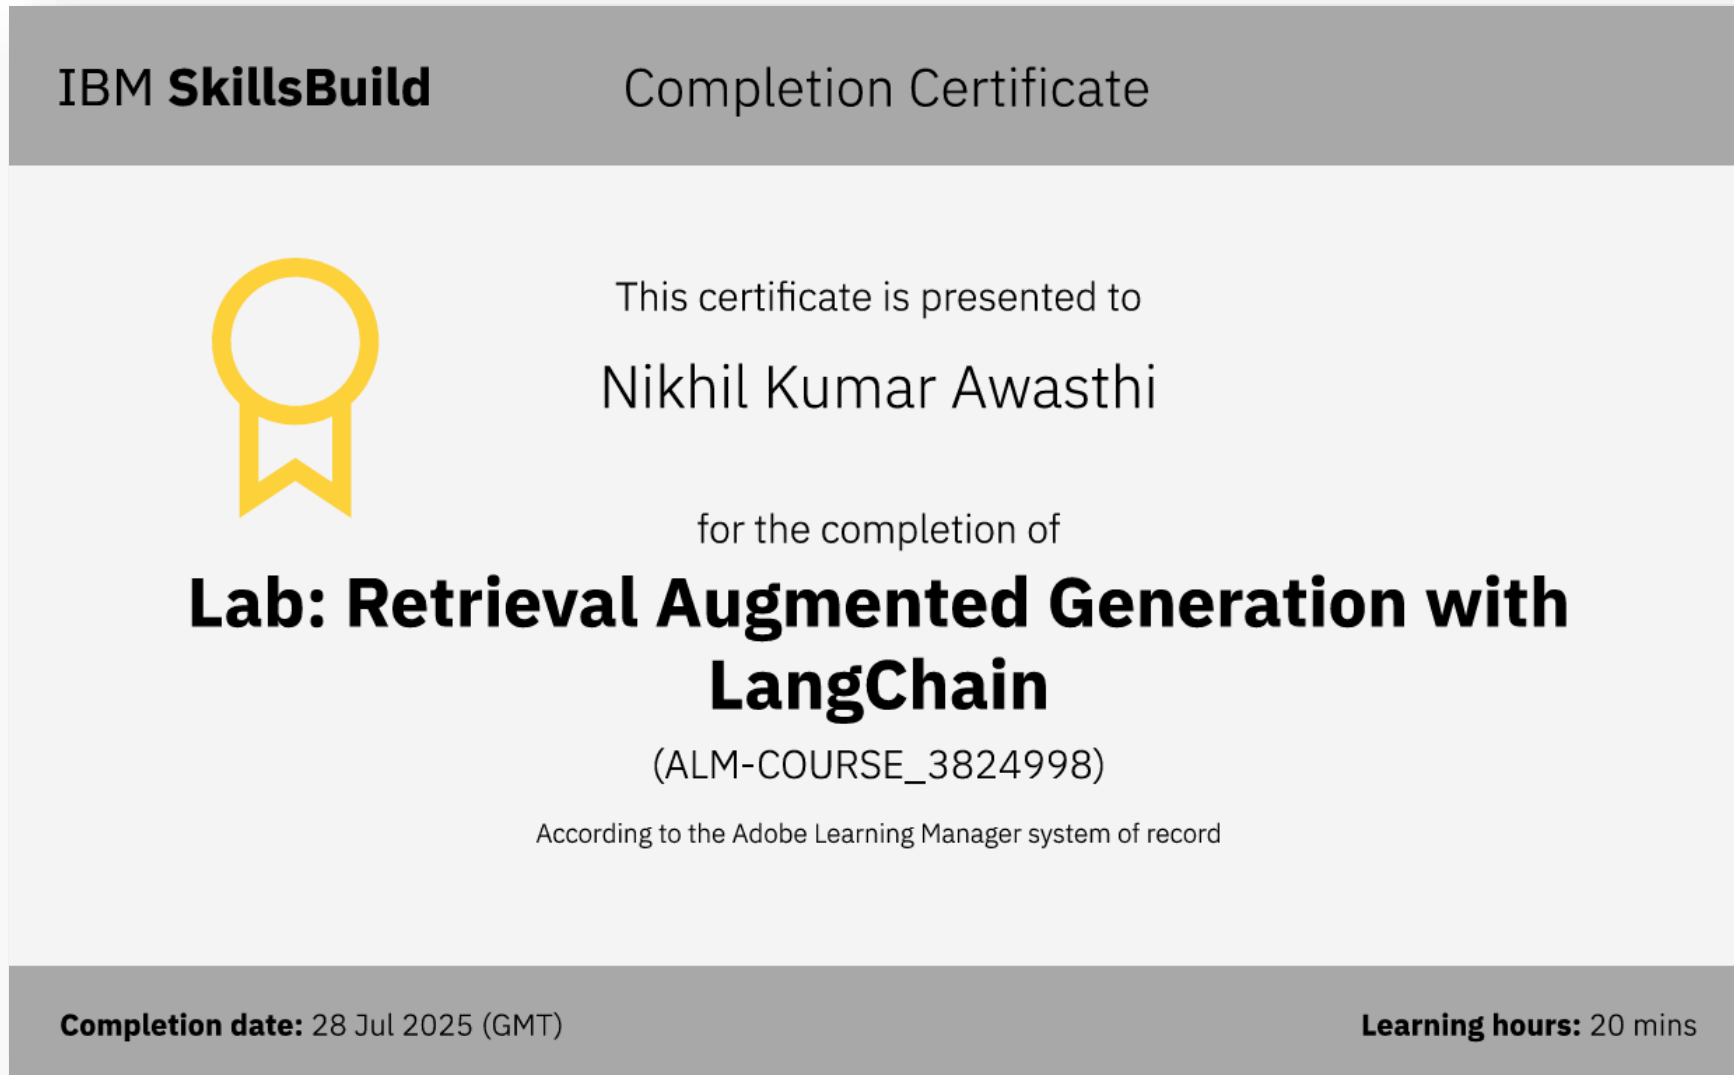 IBM SkillsBuild
Completion Certificate
This certificate is presented to
Nikhil Kumar Awasthi
for the completion of
Lab: Retrieval Augmented Generation with
LangChain
(ALM-COURSE_3824998)
According to the Adobe Learning Manager system of record
Completion date: 28 Jul 2025 (GMT)
Learning hours: 20 mins